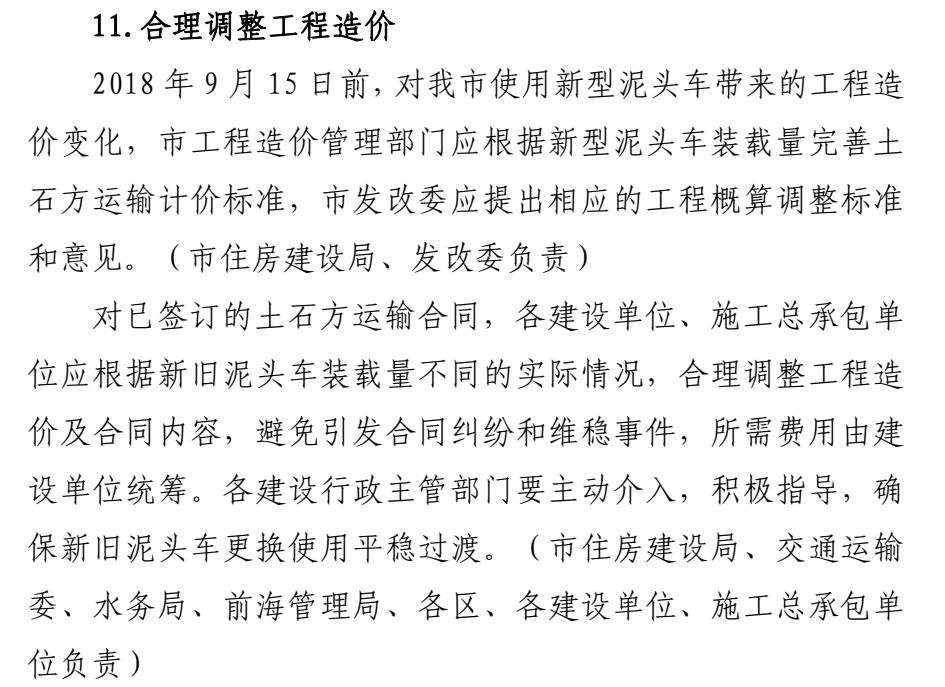 11.合理调整工程造价
2018 年 9 月 15 日前,对我市使用新型泥头车带来的工程造
价变化，市工程造价管理部门应根据新型泥头车装载量完善土
石方运输计价标准，市发改委应提出相应的工程概算调整标准
和意见。（市住房建设局、发改委负责）
对已签订的土石方运输合同，各建设单位、施工总承包单
位应根据新旧泥头车装载量不同的实际情况，合理调整工程造
价及合同内容，避免引发合同纠纷和维稳事件，所需费用由建
设单位统筹。各建设行政主管部门要主动介入，积极指导，确
保新旧泥头车更换使用平稳过渡。（市住房建设局、交通运输
委、水务局、前海管理局、各区、各建设单位、施工总承包单
位负责）